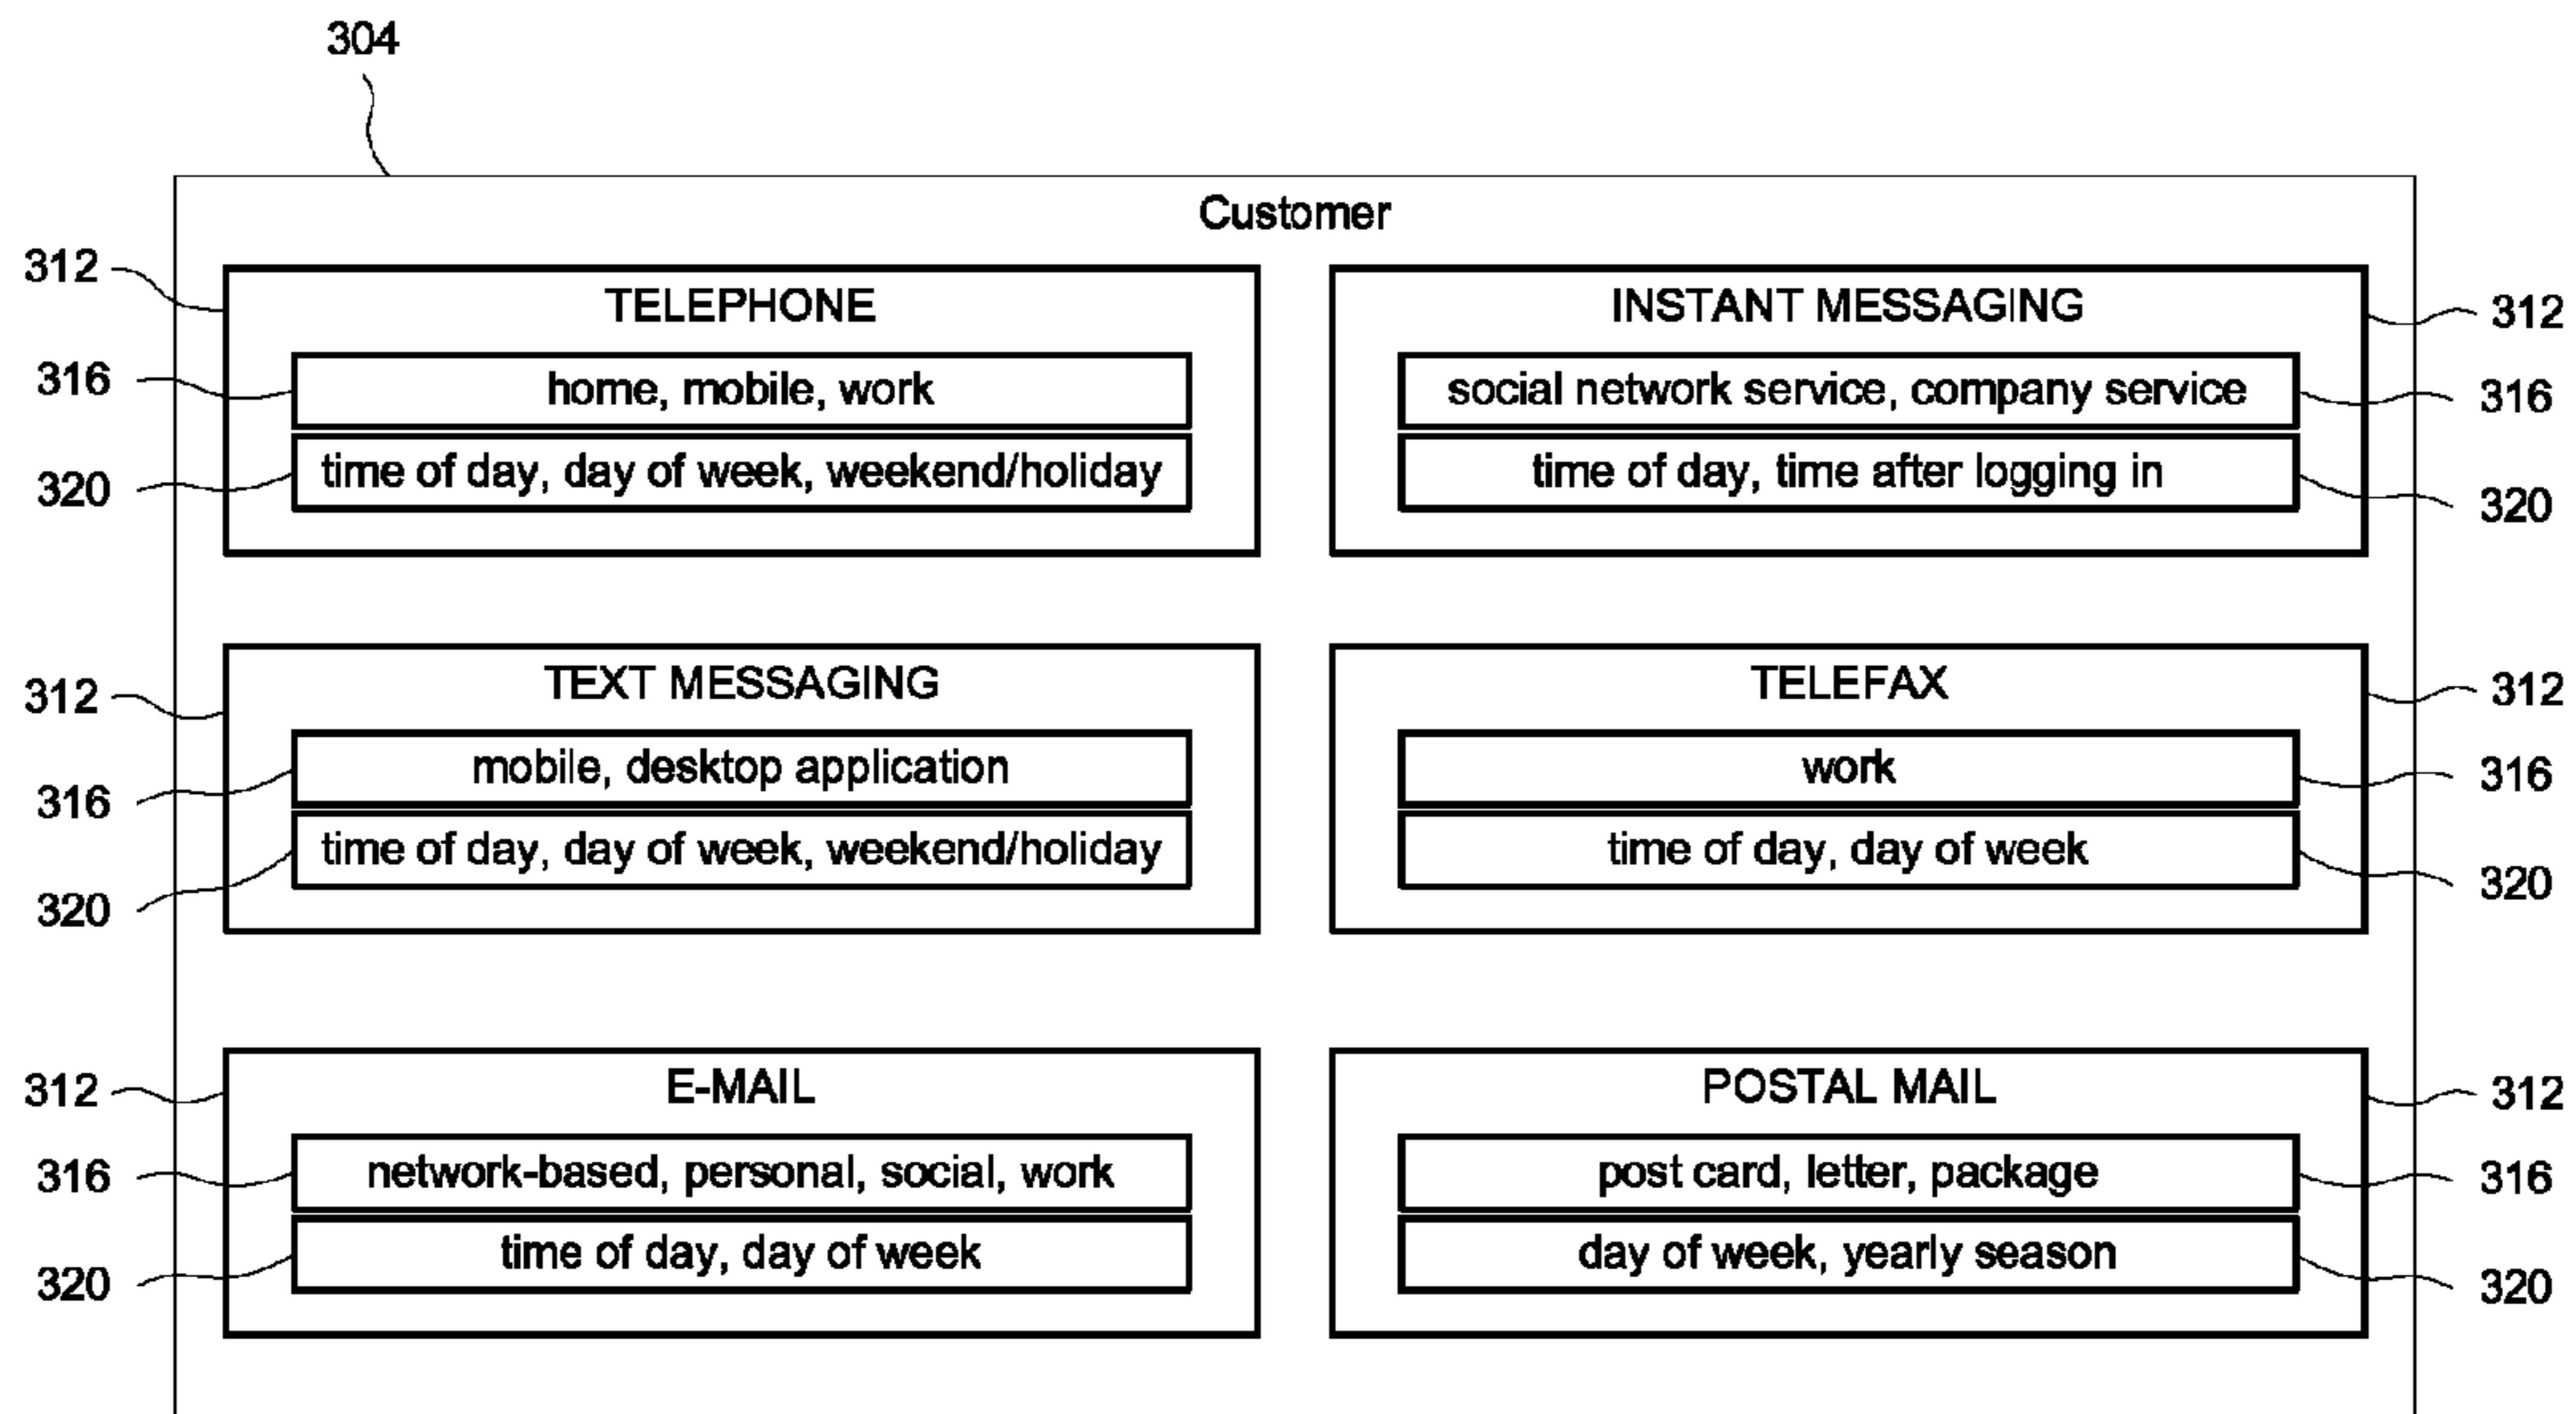 304
Customer
312
TELEPHONE
316
home, mobile, work
320
time of day, day of week, weekend/holiday
INSTANT MESSAGING
312
social network service, company service
316
time of day, time after logging in
320
312
TEXT MESSAGING
316
mobile, desktop application
320
time of day, day of week, weekend/holiday
TELEFAX
312
work
316
time of day, day of week
320
312
E-MAIL
316
network-based, personal, social, work
320
time of day, day of week
POSTAL MAIL
312
post card, letter, package
316
day of week, yearly season
320